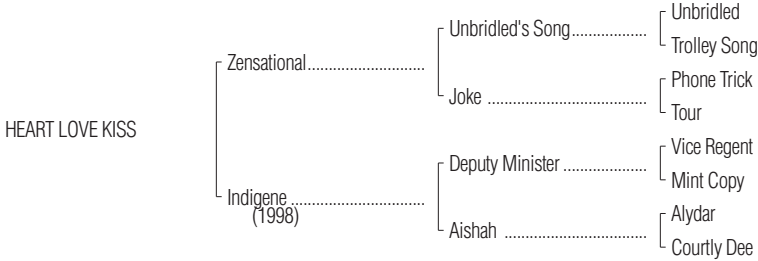 Unbridled
Unbridled's Song
Trolley Song
Zensational
Phone Trick
Joke
Tour
HEART LOVE KISS
Vice Regent
Deputy Minister
Mint Copy
Indigene
(1998)
Alydar
Aishah
Courtly Dee